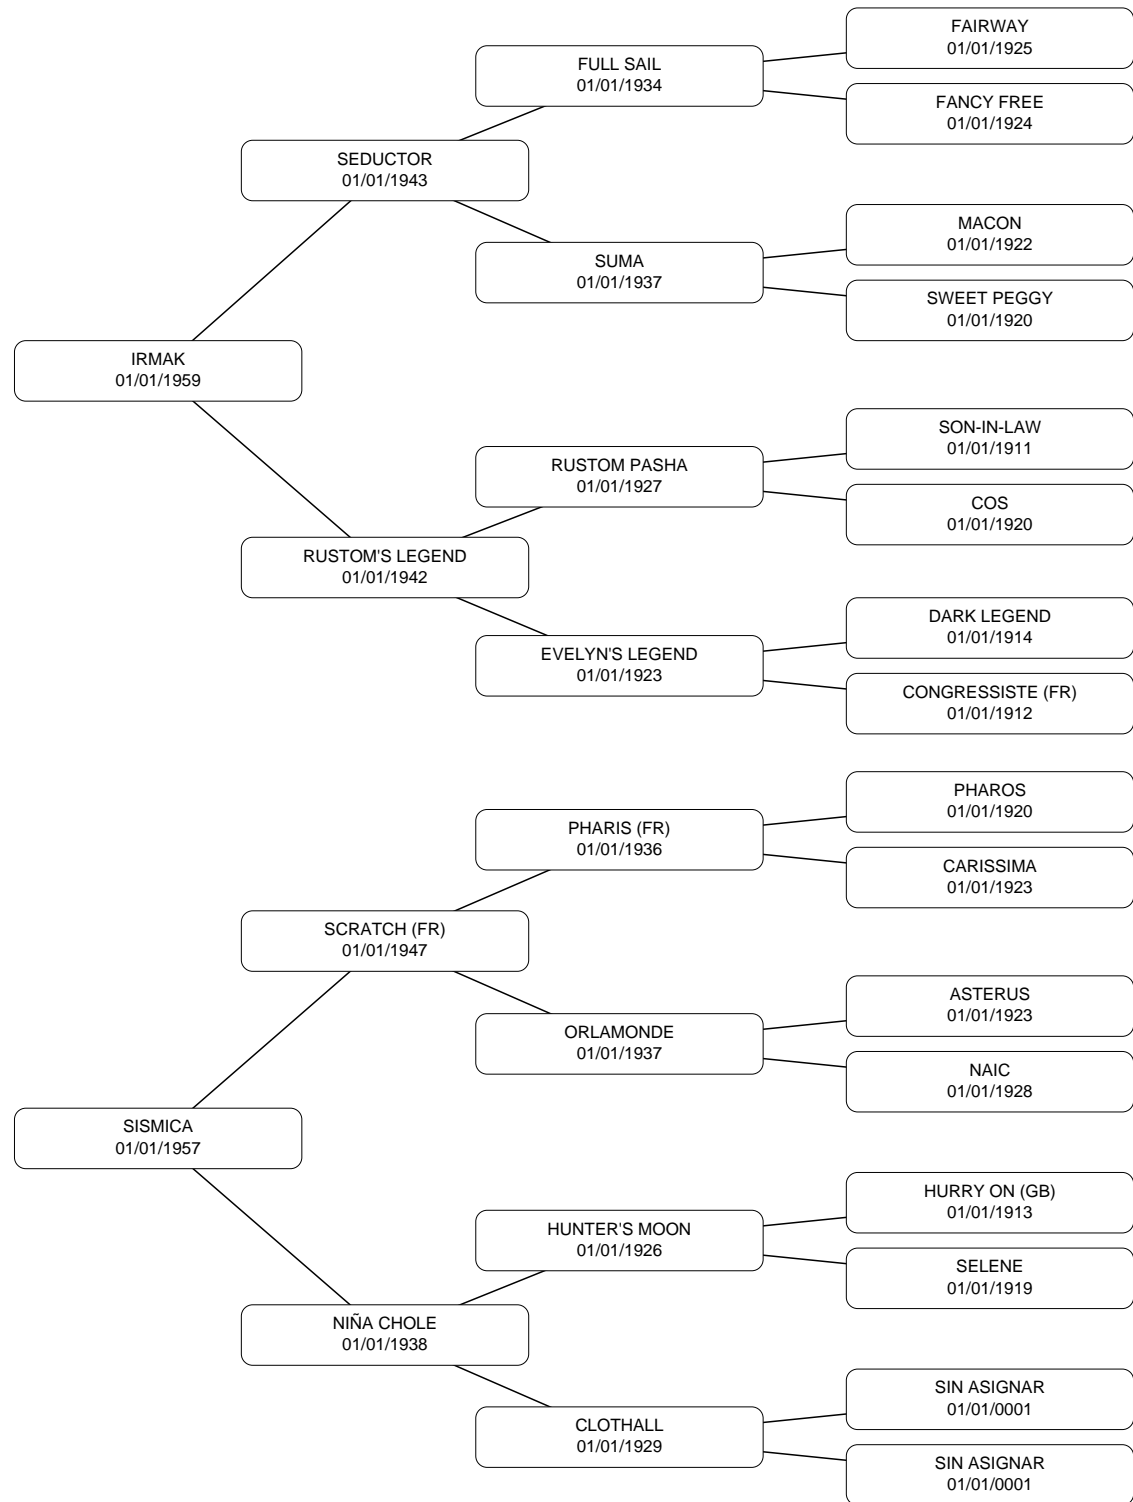 FAIRWAY
01/01/1925
FULL SAIL
01/01/1934
FANCY FREE
01/01/1924
SEDUCTOR
01/01/1943
MACON
01/01/1922
SUMA
01/01/1937
SWEET PEGGY
01/01/1920
IRMAK
01/01/1959
SON-IN-LAW
01/01/1911
RUSTOM PASHA
01/01/1927
COS
01/01/1920
RUSTOM'S LEGEND
01/01/1942
DARK LEGEND
01/01/1914
EVELYN'S LEGEND
01/01/1923
CONGRESSISTE (FR)
01/01/1912
PHAROS
01/01/1920
PHARIS (FR)
01/01/1936
CARISSIMA
01/01/1923
SCRATCH (FR)
01/01/1947
ASTERUS
01/01/1923
ORLAMONDE
01/01/1937
NAIC
01/01/1928
SISMICA
01/01/1957
HURRY ON (GB)
01/01/1913
HUNTER'S MOON
01/01/1926
SELENE
01/01/1919
NIÑA CHOLE
01/01/1938
SIN ASIGNAR
01/01/0001
CLOTHALL
01/01/1929
SIN ASIGNAR
01/01/0001